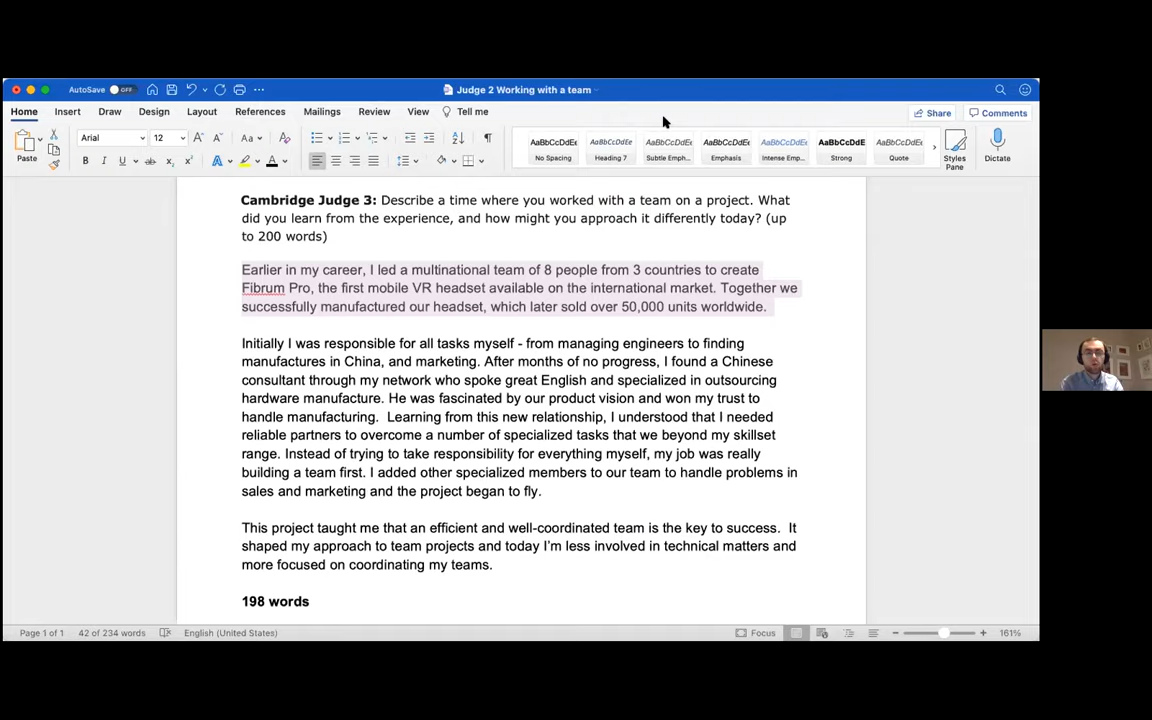 AutoSave OFF
Judge 2 Working with a team
Home Insert Draw Design Layout References Mailings Review View Tell me
Share Comments
Paste
Arial 12
AaBbCcDdEe No Spacing
AaBbCcDdEe Heading 7
AaBbCcDdEe Subtle Emph...
AaBbCcDdEe Emphasis
AaBbCcDdEe Intense Emp...
AaBbCcDdE Strong
AaBbCcDdEe Quote
Styles Pane
Dictate
Cambridge Judge 3: Describe a time where you worked with a team on a project. What
did you learn from the experience, and how might you approach it differently today? (up
to 200 words)
Earlier in my career, I led a multinational team of 8 people from 3 countries to create
Fibrum Pro, the first mobile VR headset available on the international market. Together we
successfully manufactured our headset, which later sold over 50,000 units worldwide.
Initially I was responsible for all tasks myself - from managing engineers to finding
manufactures in China, and marketing. After months of no progress, I found a Chinese
consultant through my network who spoke great English and specialized in outsourcing
hardware manufacture. He was fascinated by our product vision and won my trust to
handle manufacturing. Learning from this new relationship, I understood that I needed
reliable partners to overcome a number of specialized tasks that we beyond my skillset
range. Instead of trying to take responsibility for everything myself, my job was really
building a team first. I added other specialized members to our team to handle problems in
sales and marketing and the project began to fly.
This project taught me that an efficient and well-coordinated team is the key to success. It
shaped my approach to team projects and today I'm less involved in technical matters and
more focused on coordinating my teams.
198 words
Page 1 of 1 42 of 234 words English (United States) Focus 161%